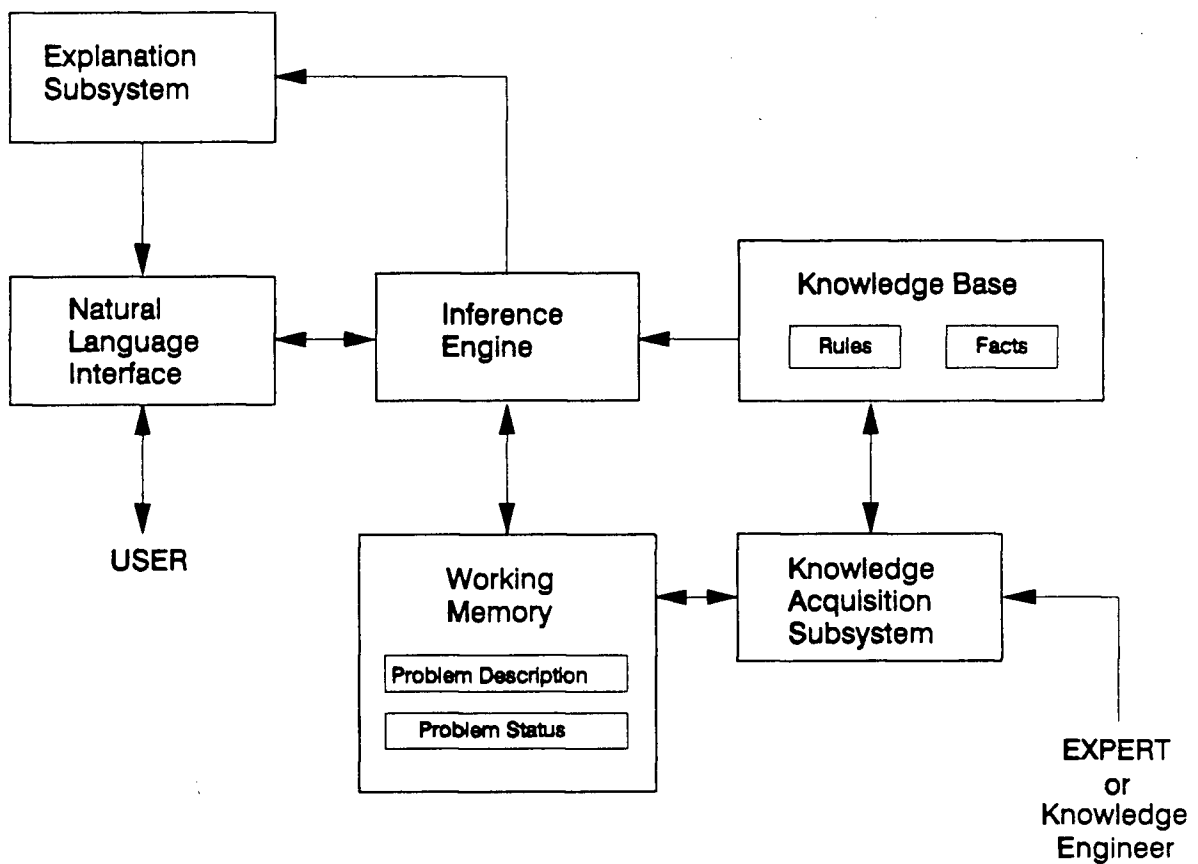 Explanation
Subsystem
Natural
Language
Interface
Inference
Engine
Knowledge Base
Rules
Facts
USER
Working
Memory
Problem Description
Problem Status
Knowledge
Acquisition
Subsystem
EXPERT
or
Knowledge
Engineer